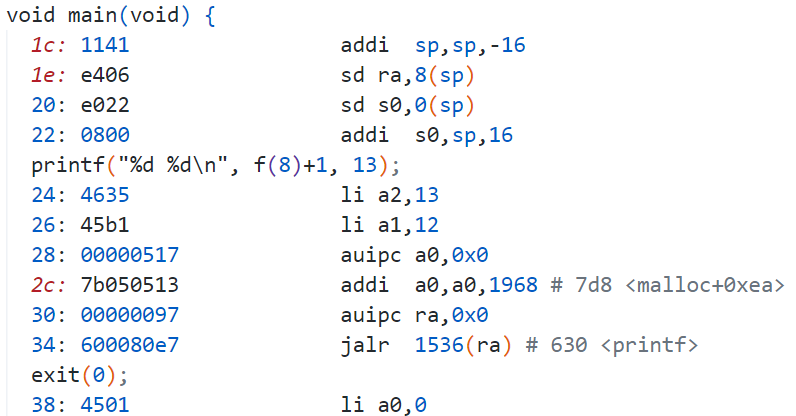 void main(void) {
1c: 1141 addi sp,sp,-16
1e: e406 sd ra,8(sp)
20: e022 sd s0,0(sp)
22: 0800 addi s0,sp,16
printf("%d %d\n", f(8)+1, 13);
24: 4635 li a2,13
26: 45b1 li a1,12
28: 00000517 auipc a0,0x0
2c: 7b050513 addi a0,a0,1968 # 7d8 <malloc+0xea>
30: 00000097 auipc ra,0x0
34: 600080e7 jalr 1536(ra) # 630 <printf>
exit(0);
38: 4501 li a0,0